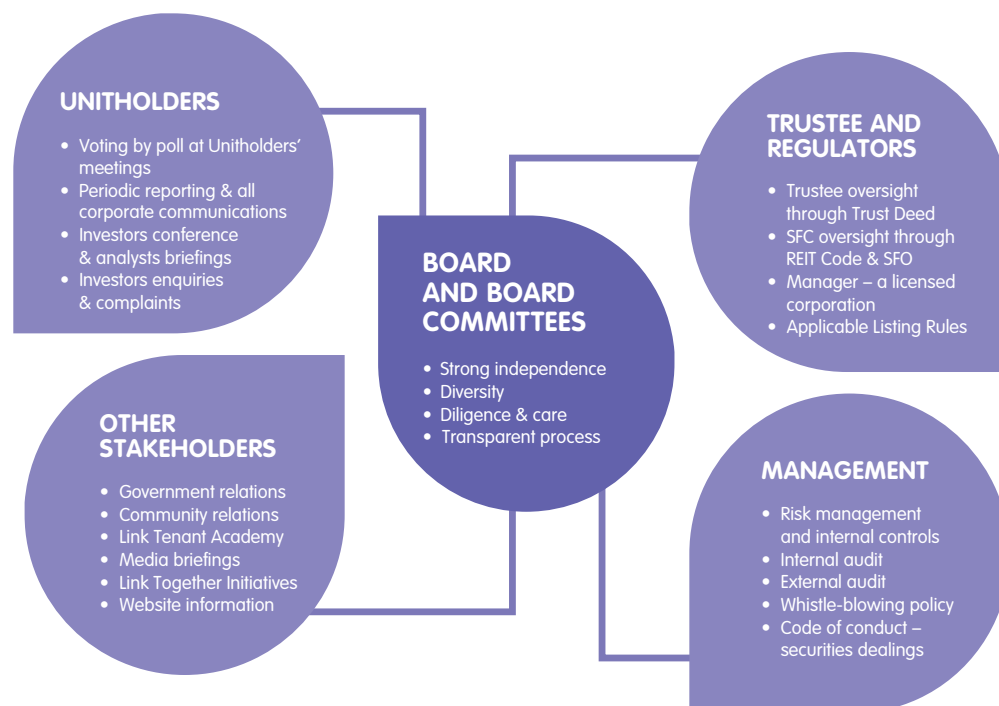 UNITHOLDERS
• Voting by poll at Unitholders’
meetings
• Periodic reporting & all
corporate communications
• Investors conference
& analysts briefings
• Investors enquiries
& complaints
TRUSTEE AND
REGULATORS
• Trustee oversight
through Trust Deed
• SFC oversight through
REIT Code & SFO
• Manager – a licensed
corporation
• Applicable Listing Rules
BOARD
AND BOARD
COMMITTEES
• Strong independence
• Diversity
• Diligence & care
• Transparent process
OTHER
STAKEHOLDERS
• Government relations
• Community relations
• Link Tenant Academy
• Media briefings
• Link Together Initiatives
• Website information
MANAGEMENT
• Risk management
and internal controls
• Internal audit
• External audit
• Whistle-blowing policy
• Code of conduct –
securities dealings